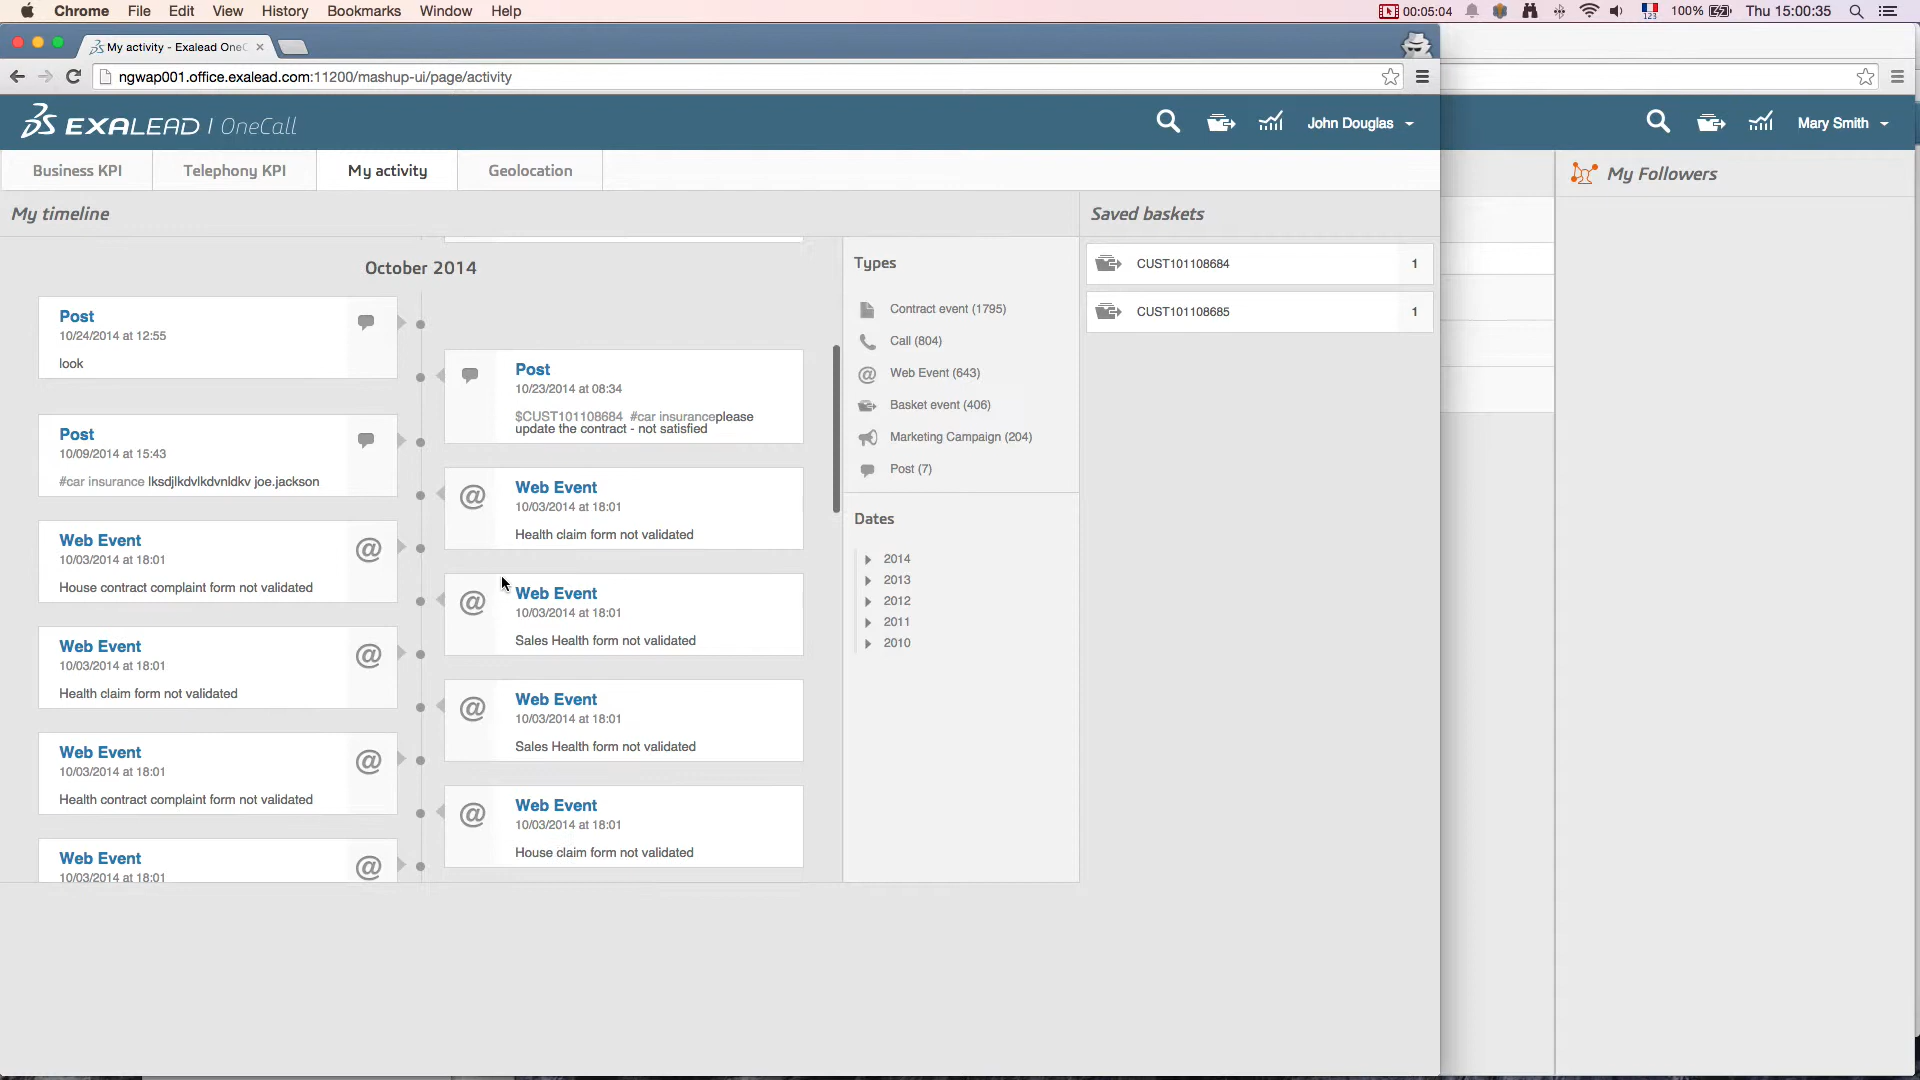 Chrome File Edit View History Bookmarks Window Help 00:05:04 123 100% Thu 15:00:35
My activity - Exalead OneC
ngwap001.office.exalead.com:11200/mashup-ui/page/activity
EXALEAD | OneCall John Douglas Mary Smith
Business KPI Telephony KPI My activity Geolocation
My Followers
My timeline
Saved baskets
October 2014
Post
10/24/2014 at 12:55
look
Post
10/23/2014 at 08:34
$CUST101108684 #car insuranceplease
update the contract - not satisfied
Post
10/09/2014 at 15:43
#car insurance lksdjlkdvlkdvnldkv joe.jackson
Web Event
10/03/2014 at 18:01
Health claim form not validated
Web Event
10/03/2014 at 18:01
House contract complaint form not validated
Web Event
10/03/2014 at 18:01
Sales Health form not validated
Web Event
10/03/2014 at 18:01
Health claim form not validated
Web Event
10/03/2014 at 18:01
Sales Health form not validated
Web Event
10/03/2014 at 18:01
Health contract complaint form not validated
Web Event
10/03/2014 at 18:01
House claim form not validated
Web Event
10/03/2014 at 18:01
Types
Contract event (1795)
Call (804)
Web Event (643)
Basket event (406)
Marketing Campaign (204)
Post (7)
Dates
2014
2013
2012
2011
2010
CUST101108684 1
CUST101108685 1